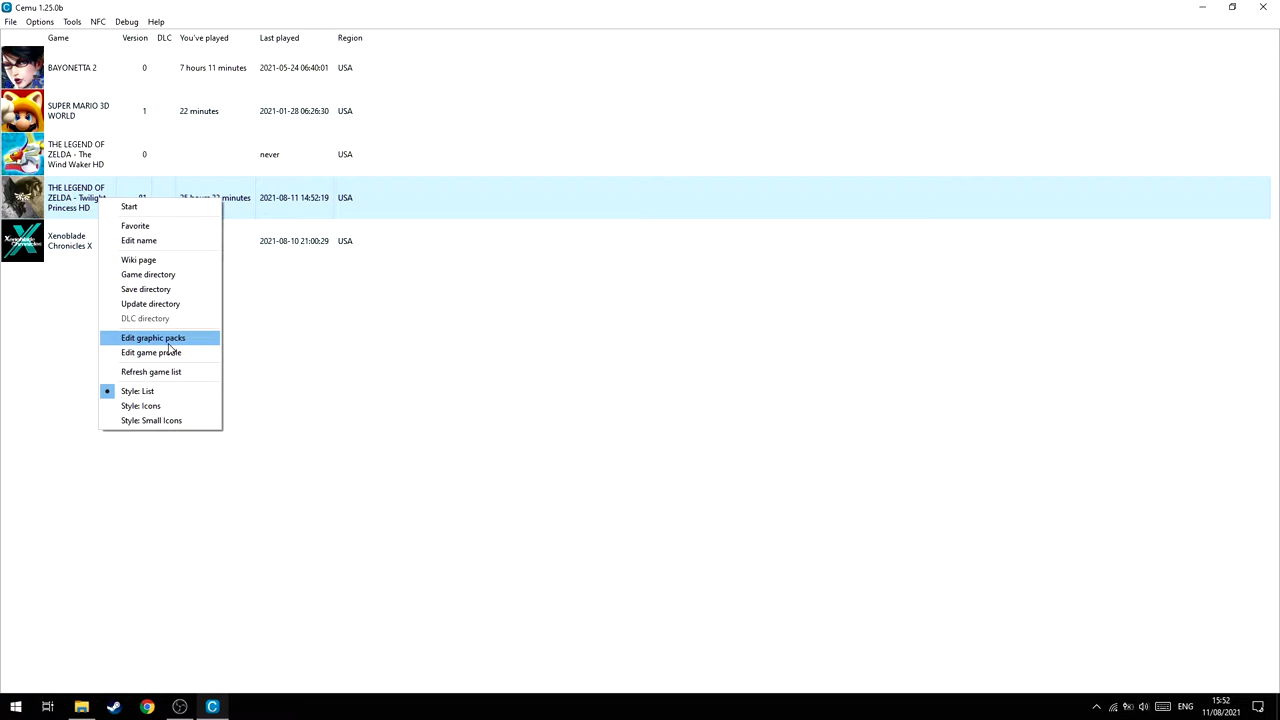 Cemu 1.25.0b
File Options Tools NFC Debug Help
Game Version DLC You've played Last played Region
BAYONETTA 2 0 7 hours 11 minutes 2021-05-24 06:40:01 USA
SUPER MARIO 3D
WORLD 1 22 minutes 2021-01-28 06:26:30 USA
THE LEGEND OF
ZELDA - The
Wind Waker HD 0 never USA
THE LEGEND OF
ZELDA - Twilight
Princess HD minutes 2021-08-11 14:52:19 USA
Xenoblade
Chronicles X 2021-08-10 21:00:29 USA
Start
Favorite
Edit name
Wiki page
Game directory
Save directory
Update directory
DLC directory
Edit graphic packs
Edit game profile
Refresh game list
Style: List
Style: Icons
Style: Small Icons
ENG
15:52
11/08/2021